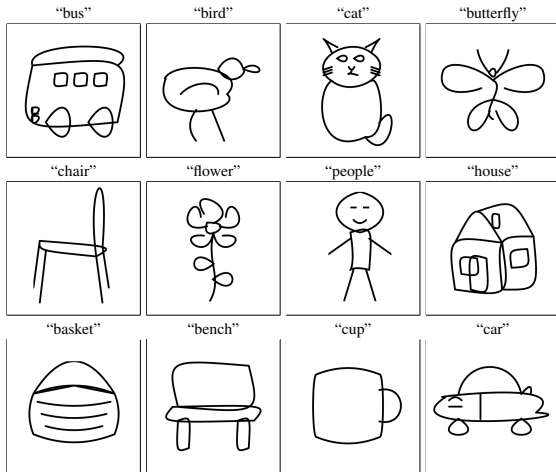 “bus” “bird” “cat” “butterfly”
“chair” “flower” “people” “house”
“basket” “bench” “cup” “car”